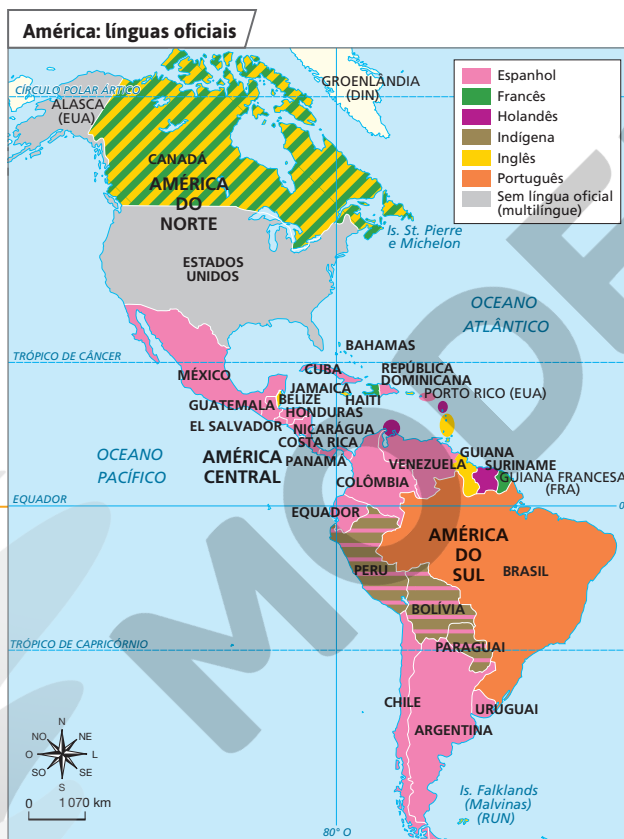 América: línguas oficiais
CÍRCULO POLAR ÁRTICO
ALASCA
(EUA)
GROENLÂNDIA
(DIN)
Espanhol
Francês
Holandês
Indígena
Inglês
Português
Sem língua oficial
(multilíngue)
CANADÁ
AMÉRICA
DO
NORTE
Is. St. Pierre
e Michelon
ESTADOS
UNIDOS
OCEANO
ATLÂNTICO
BAHAMAS
TRÓPICO DE CÂNCER
MÉXICO
CUBA
REPÚBLICA
DOMINICANA
JAMAICA
PORTO RICO (EUA)
GUATEMALA
BELIZE
HAITI
HONDURAS
EL SALVADOR
NICARÁGUA
COSTA RICA
PANAMÁ
OCEANO
PACÍFICO
AMÉRICA
CENTRAL
VENEZUELA
GUIANA
SURINAME
GUIANA FRANCESA
(FRA)
COLÔMBIA
EQUADOR
0
EQUADOR
AMÉRICA
DO
SUL
PERU
BRASIL
BOLÍVIA
TRÓPICO DE CAPRICÓRNIO
PARAGUAI
CHILE
URUGUAI
ARGENTINA
N
NO
NE
O
L
SO
SE
S
0
1 070 km
Is. Falklands
(Malvinas)
(RUN)
80° O
MODE